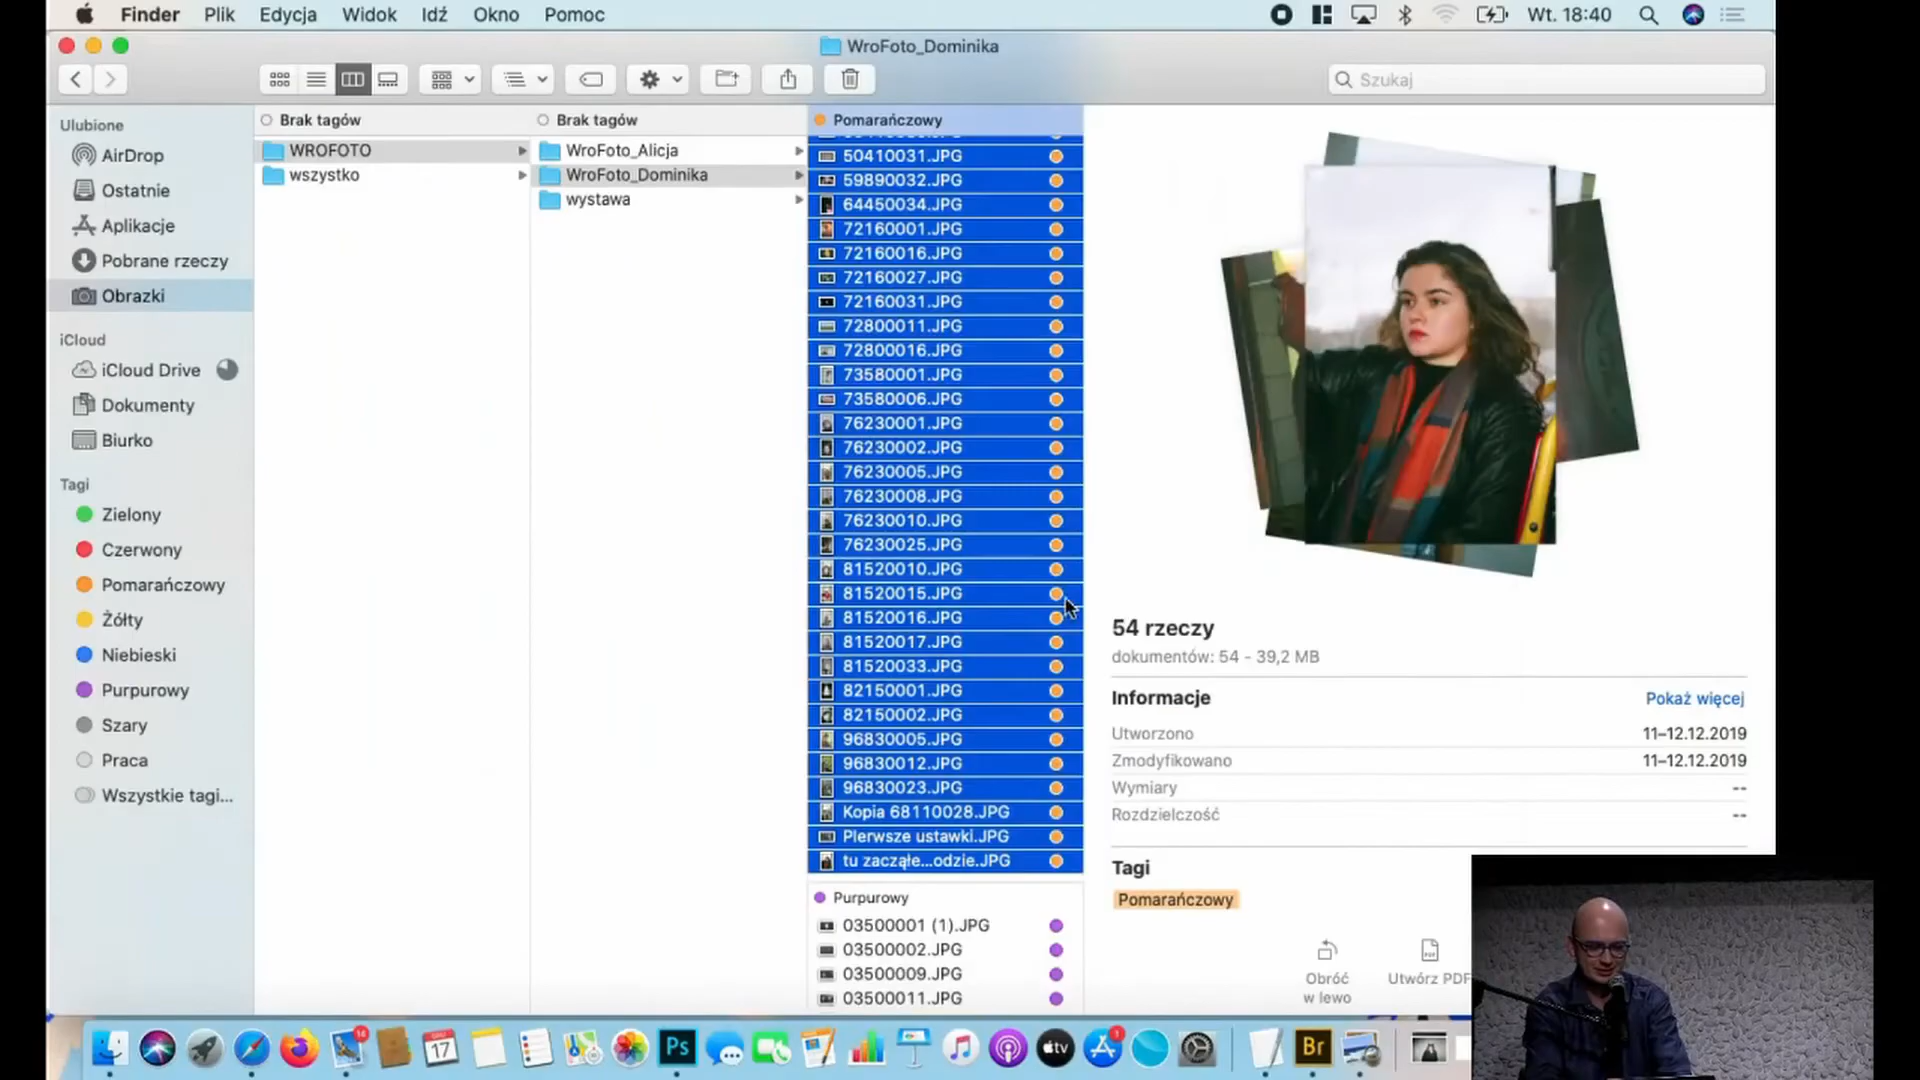 Finder Plik Edycja Widok Idź Okno Pomoc
Wt. 18:40
WroFoto_Dominika
Szukaj
Ulubione
AirDrop
Ostatnie
Aplikacje
Pobrane rzeczy
Obrazki
iCloud
iCloud Drive
Dokumenty
Biurko
Tagi
Zielony
Czerwony
Pomarańczowy
Żółty
Niebieski
Purpurowy
Szary
Praca
Wszystkie tagi...
Brak tagów
WROFOTO
wszystko
Brak tagów
WroFoto_Alicja
WroFoto_Dominika
wystawa
Pomarańczowy
50410031.JPG
59890032.JPG
64450034.JPG
72160001.JPG
72160016.JPG
72160027.JPG
72160031.JPG
72800011.JPG
72800016.JPG
73580001.JPG
73580006.JPG
76230001.JPG
76230002.JPG
76230005.JPG
76230008.JPG
76230010.JPG
76230025.JPG
81520010.JPG
81520015.JPG
81520016.JPG
81520017.JPG
81520033.JPG
82150001.JPG
82150002.JPG
96830005.JPG
96830012.JPG
96830023.JPG
Kopia 68110028.JPG
PIerwsze ustawki.JPG
tu zacząłe...odzie.JPG
Purpurowy
03500001 (1).JPG
03500002.JPG
03500009.JPG
03500011.JPG
54 rzeczy
dokumentów: 54 - 39,2 MB
Informacje Pokaż więcej
Utworzono 11–12.12.2019
Zmodyfikowano 11–12.12.2019
Wymiary --
Rozdzielczość --
Tagi
Pomarańczowy
Obróć
w lewo
Utwórz PDF
14
17
Ps
tv
1
Br